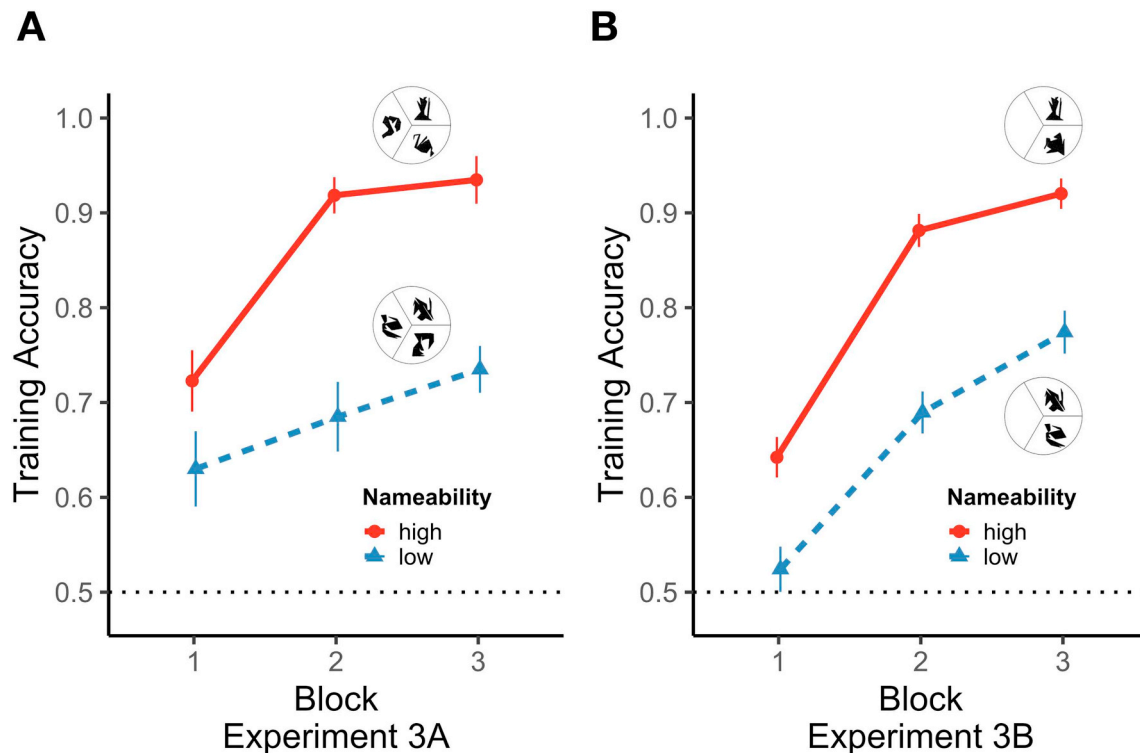 A
Training Accuracy
1.0
0.9
0.8
0.7
0.6
0.5
Nameability
high
low
1 2 3
Block
Experiment 3A
B
Training Accuracy
1.0
0.9
0.8
0.7
0.6
0.5
Nameability
high
low
1 2 3
Block
Experiment 3B